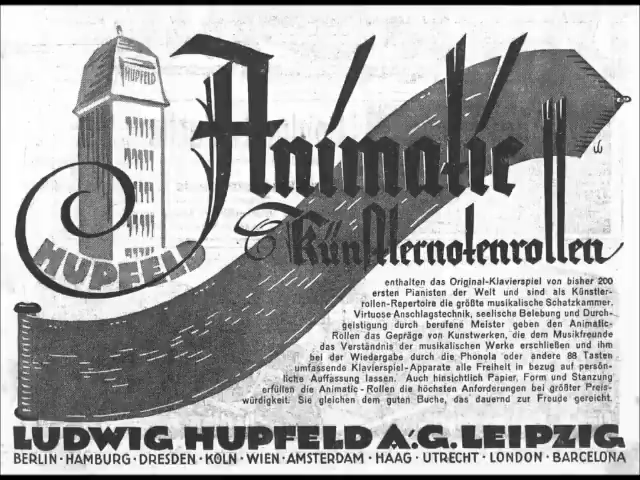 HUPFELD
Animatic
HUPFELD
Künstlernotenrollen
enthalten das Original-Klavierspiel von bisher 200
ersten Pianisten der Welt und sind als Künstler-
rollen-Repertoire die größte musikalische Schatzkammer.
Virtuose Anschlagstechnik, seelische Belebung und Durch-
geistigung durch berufene Meister geben den Animatic-
Rollen das Gepräge von Kunstwerken, die dem Musikfreunde
das Verständnis der musikalischen Werke erschließen und ihm
bei der Wiedergabe durch die Phonola oder andere 88 Tasten
umfassende Klavierspiel-Apparate alle Freiheit in bezug auf persön-
liche Auffassung lassen. Auch hinsichtlich Papier, Form und Stanzung
erfüllen die Animatic-Rollen die höchsten Anforderungen bei größter Preis-
würdigkeit. Sie gleichen dem guten Buche, das dauernd zur Freude gereicht.
LUDWIG HUPFELD A.G. LEIPZIG
BERLIN · HAMBURG · DRESDEN · KÖLN · WIEN · AMSTERDAM · HAAG · UTRECHT · LONDON · BARCELONA